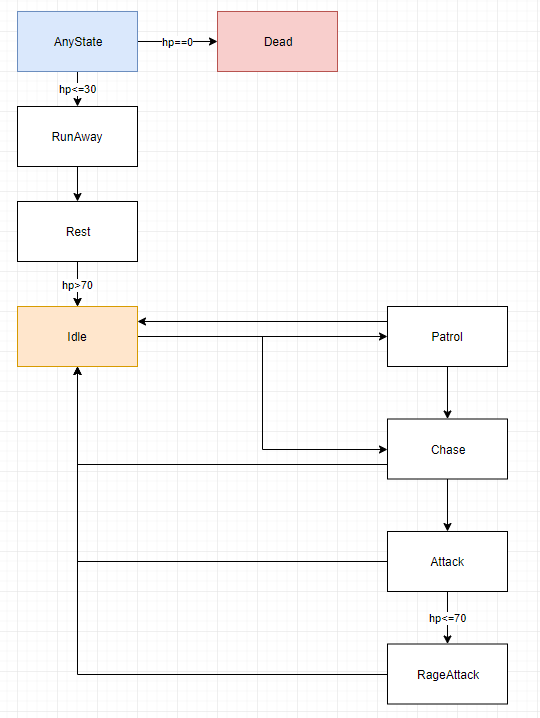 AnyState
hp==0
Dead
hp<=30
RunAway
Rest
hp>70
Idle
Patrol
Chase
Attack
hp<=70
RageAttack